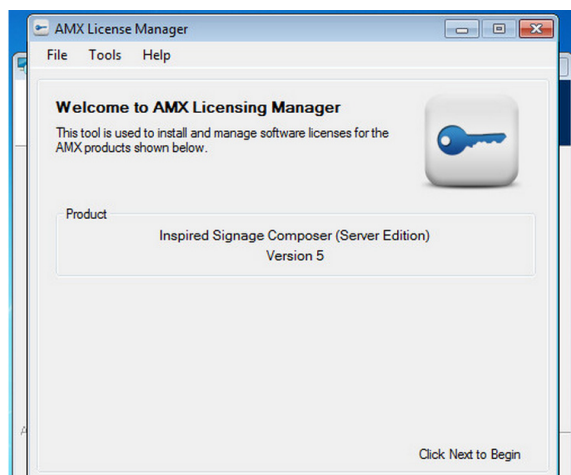 AMX License Manager
File Tools Help
Welcome to AMX Licensing Manager
This tool is used to install and manage software licenses for the
AMX products shown below.
Product
Inspired Signage Composer (Server Edition)
Version 5
Click Next to Begin